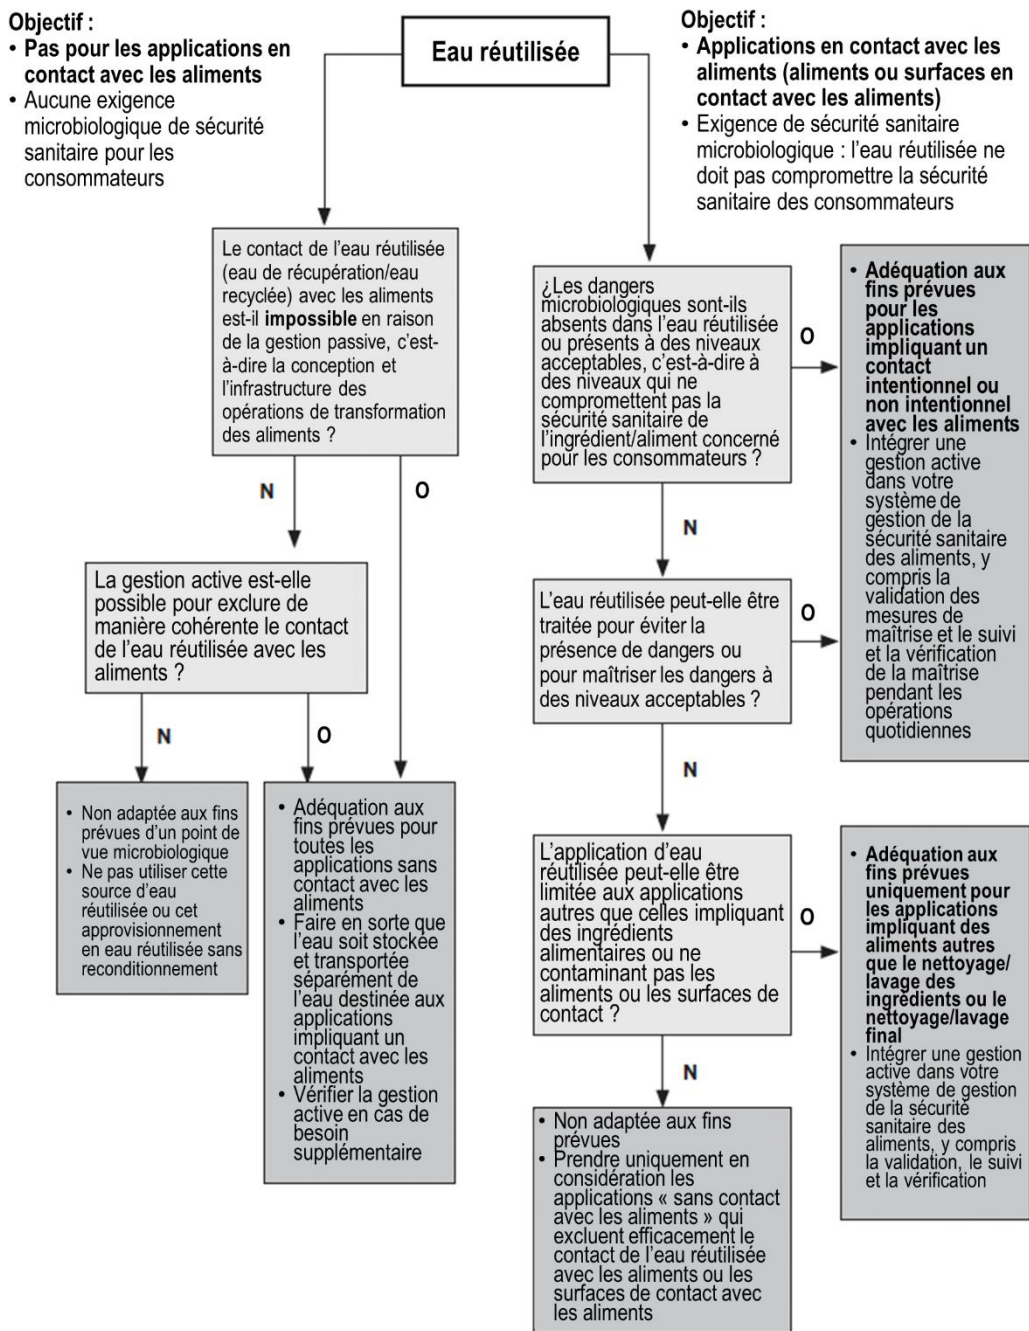 Objectif :
• Pas pour les applications en
contact avec les aliments
• Aucune exigence
microbiologique de sécurité
sanitaire pour les
consommateurs
Eau réutilisée
Objectif :
• Applications en contact avec les
aliments (aliments ou surfaces en
contact avec les aliments)
• Exigence de sécurité sanitaire
microbiologique : l'eau réutilisée ne
doit pas compromettre la sécurité
sanitaire des consommateurs
Le contact de l'eau réutilisée
(eau de récupération/eau
recyclée) avec les aliments
est-il impossible en raison
de la gestion passive, c'est-
à-dire la conception et
l'infrastructure des
opérations de transformation
des aliments ?
N
O
La gestion active est-elle
possible pour exclure de
manière cohérente le contact
de l'eau réutilisée avec les
aliments ?
N
O
• Non adaptée aux fins
prévues d'un point de
vue microbiologique
• Ne pas utiliser cette
source d'eau
réutilisée ou cet
approvisionnement
en eau réutilisée sans
reconditionnement
• Adéquation aux
fins prévues pour
toutes les
applications sans
contact avec les
aliments
• Faire en sorte que
l'eau soit stockée
et transportée
séparément de
l'eau destinée aux
applications
impliquant un
contact avec les
aliments
• Vérifier la gestion
active en cas de
besoin
supplémentaire
¿Les dangers
microbiologiques sont-ils
absents dans l'eau réutilisée
ou présents à des niveaux
acceptables, c'est-à-dire à
des niveaux qui ne
compromettent pas la
sécurité sanitaire de
l'ingrédient/aliment concerné
pour les consommateurs ?
O
N
• Adéquation aux
fins prévues
pour les
applications
impliquant un
contact
intentionnel ou
non intentionnel
avec les aliments
• Intégrer une
gestion active
dans votre
système de
gestion de la
sécurité sanitaire
des aliments, y
compris la
validation des
mesures de
maîtrise et le suivi
et la vérification
de la maîtrise
pendant les
opérations
quotidiennes
L'eau réutilisée peut-elle être
traitée pour éviter la
présence de dangers ou
pour maîtriser les dangers à
des niveaux acceptables ?
O
N
L'application d'eau
réutilisée peut-elle être
limitée aux applications
autres que celles impliquant
des ingrédients
alimentaires ou ne
contaminant pas les
aliments ou les surfaces de
contact ?
O
N
• Adéquation aux
fins prévues
uniquement pour
les applications
impliquant des
aliments autres
que le nettoyage/
lavage des
ingrédients ou le
nettoyage/lavage
final
• Intégrer une gestion
active dans votre
système de gestion
de la sécurité
sanitaire des
aliments, y compris
la validation, le suivi
et la vérification
• Non adaptée aux fins
prévues
• Prendre uniquement en
considération les
applications « sans contact
avec les aliments » qui
excluent efficacement le
contact de l'eau réutilisée
avec les aliments ou les
surfaces de contact avec
les aliments